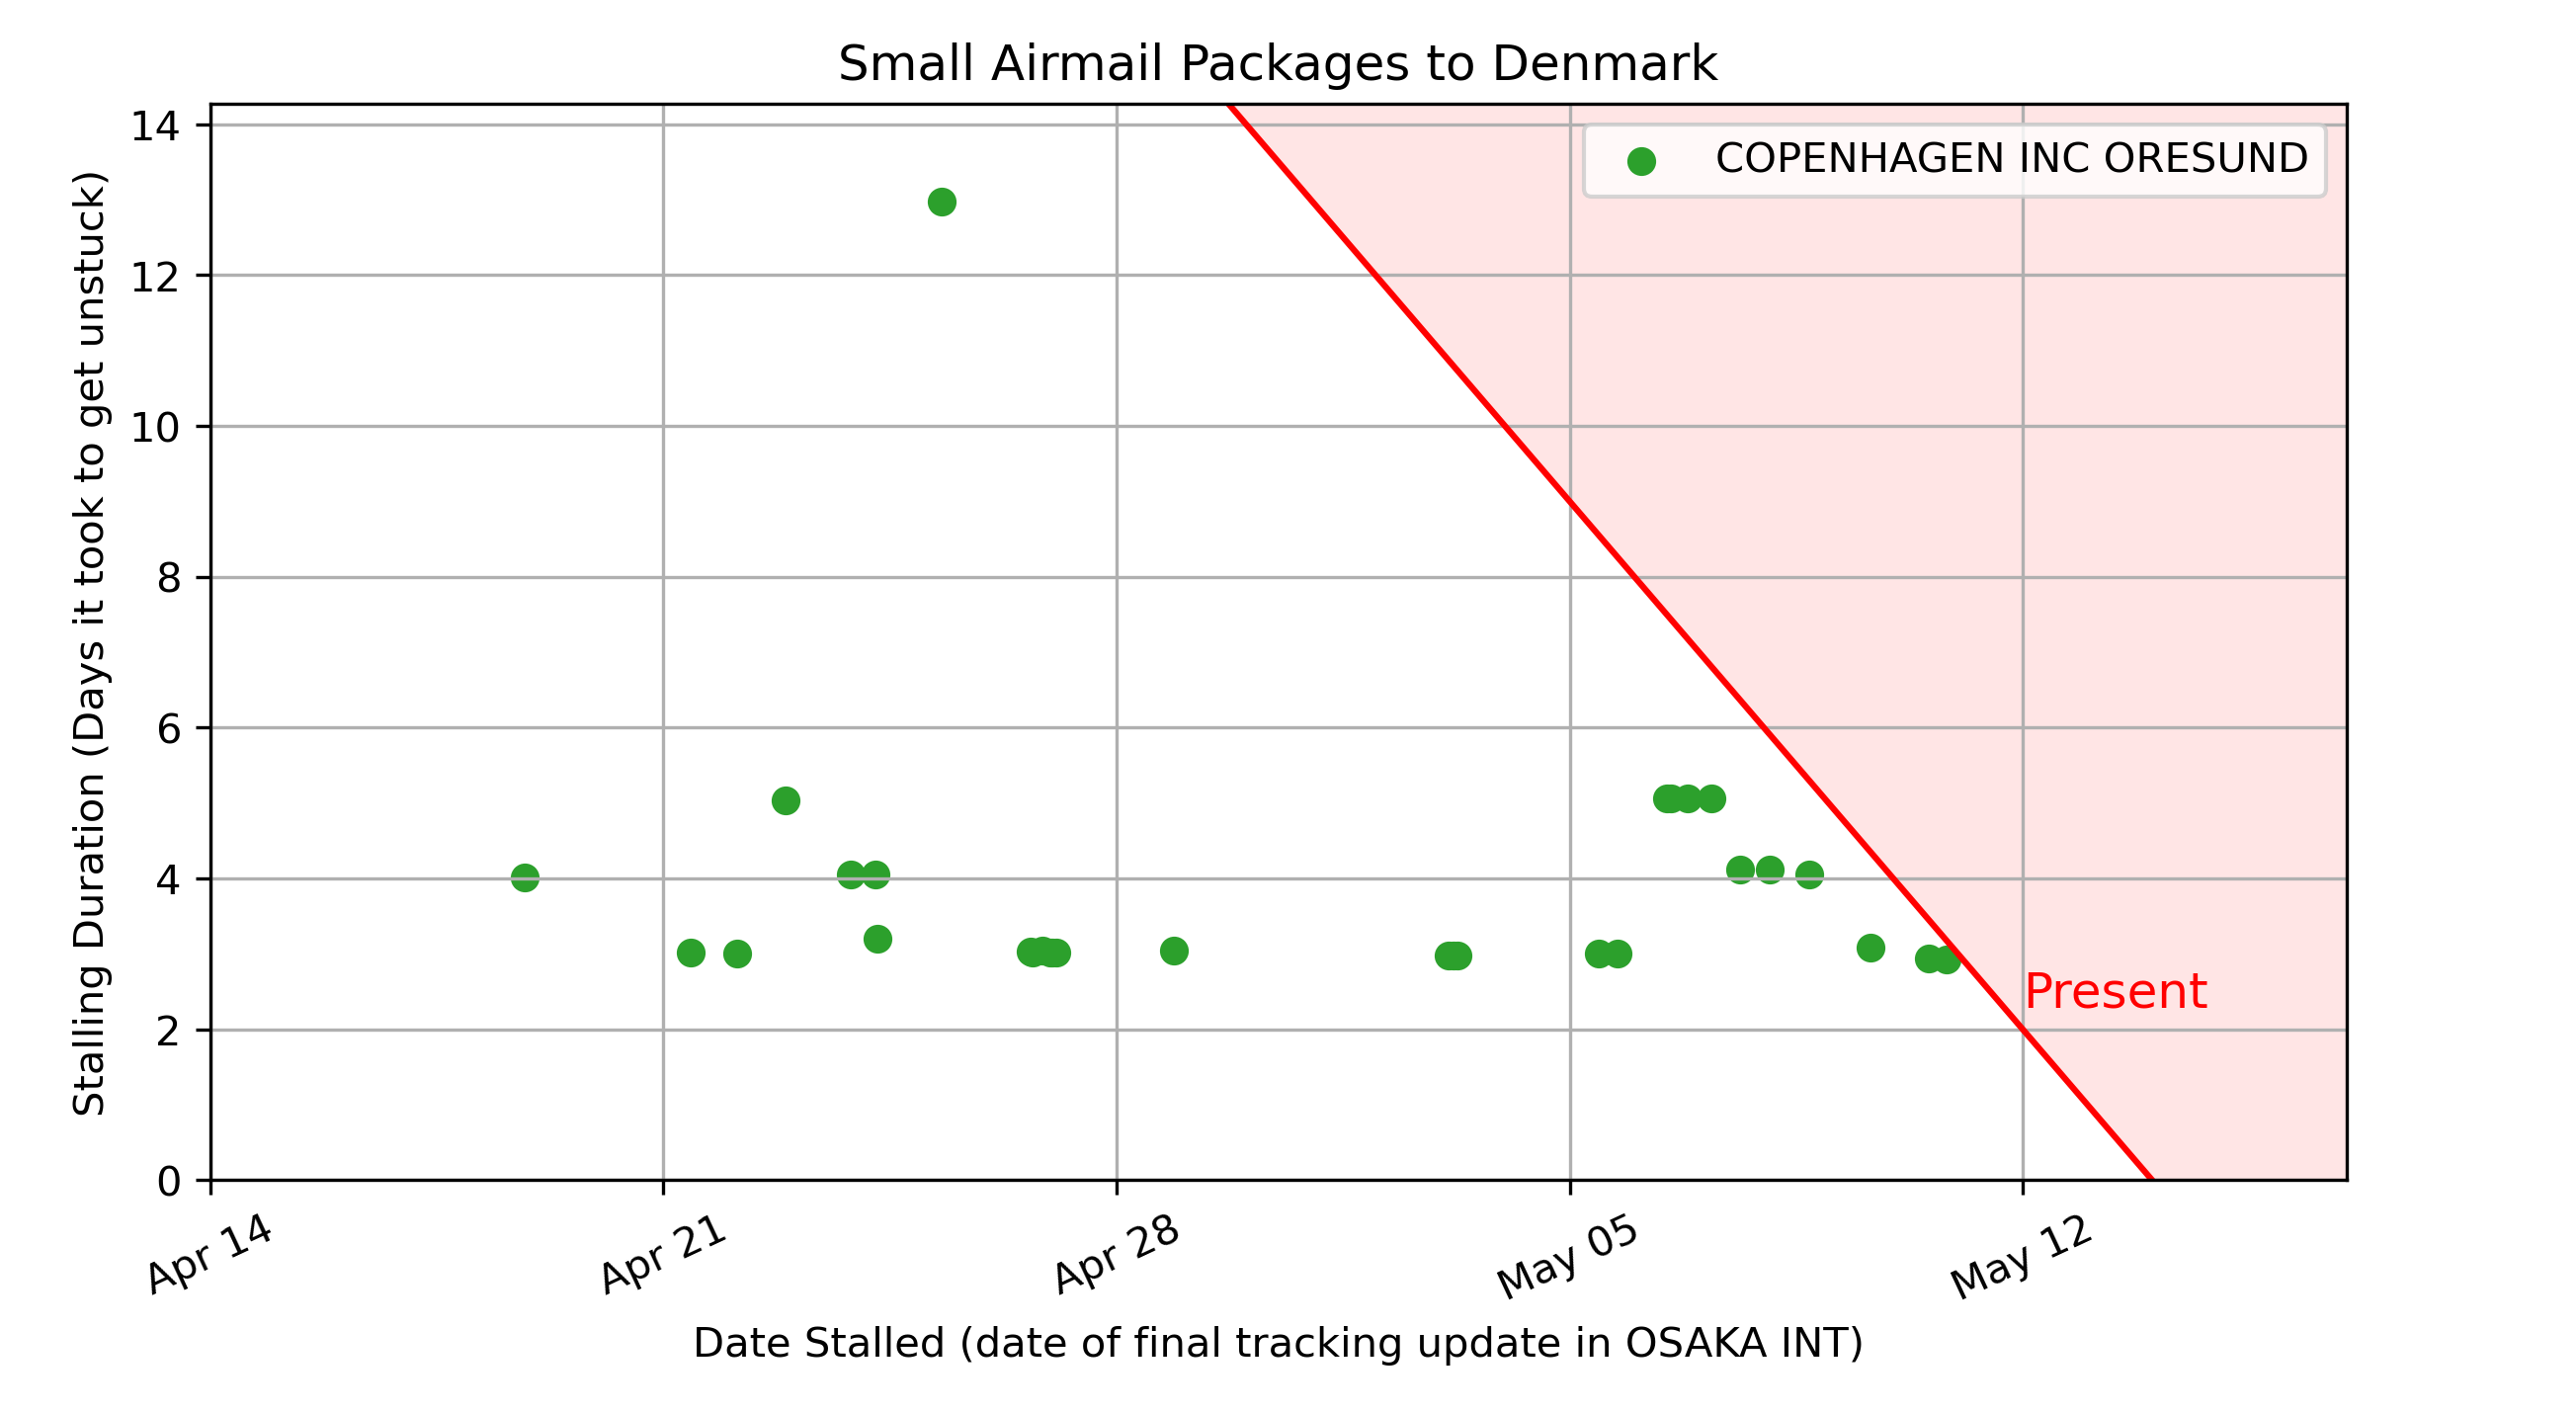 Small Airmail Packages to Denmark
COPENHAGEN INC ORESUND
Stalling Duration (Days it took to get unstuck)
14
12
10
8
6
4
2
0
Present
Apr 14
Apr 21
Apr 28
May 05
May 12
Date Stalled (date of final tracking update in OSAKA INT)